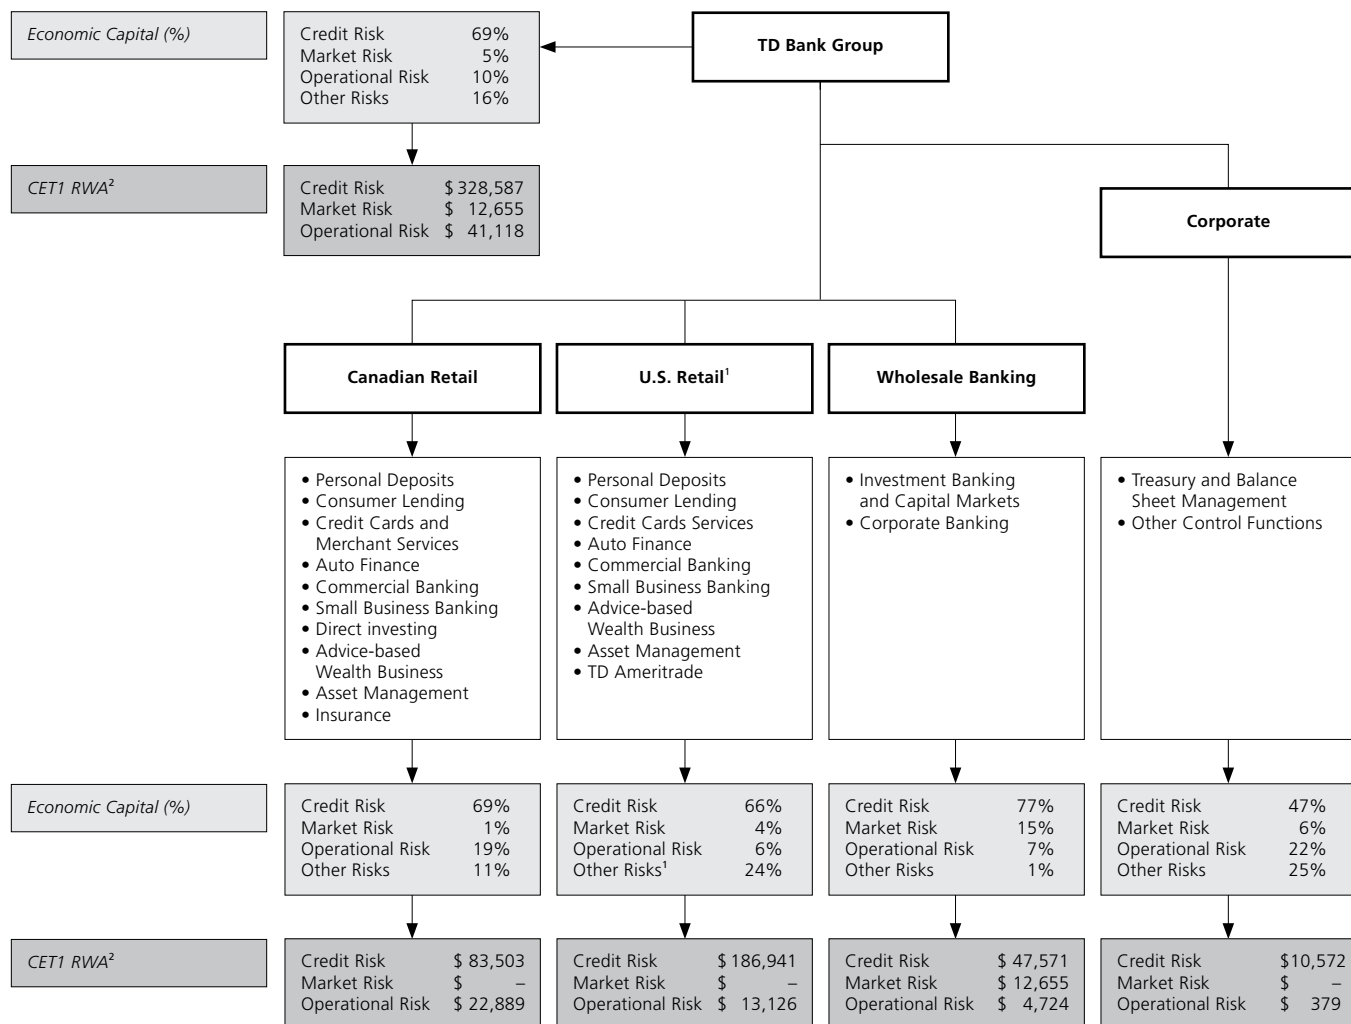 Economic Capital (%)
Credit Risk 69%
Market Risk 5%
Operational Risk 10%
Other Risks 16%
TD Bank Group
CET1 RWA²
Credit Risk $ 328,587
Market Risk $ 12,655
Operational Risk $ 41,118
Corporate
Canadian Retail
U.S. Retail¹
Wholesale Banking
• Personal Deposits
• Consumer Lending
• Credit Cards and
Merchant Services
• Auto Finance
• Commercial Banking
• Small Business Banking
• Direct investing
• Advice-based
Wealth Business
• Asset Management
• Insurance
• Personal Deposits
• Consumer Lending
• Credit Cards Services
• Auto Finance
• Commercial Banking
• Small Business Banking
• Advice-based
Wealth Business
• Asset Management
• TD Ameritrade
• Investment Banking
and Capital Markets
• Corporate Banking
• Treasury and Balance
Sheet Management
• Other Control Functions
Economic Capital (%)
Credit Risk 69%
Market Risk 1%
Operational Risk 19%
Other Risks 11%
Credit Risk 66%
Market Risk 4%
Operational Risk 6%
Other Risks¹ 24%
Credit Risk 77%
Market Risk 15%
Operational Risk 7%
Other Risks 1%
Credit Risk 47%
Market Risk 6%
Operational Risk 22%
Other Risks 25%
CET1 RWA²
Credit Risk $ 83,503
Market Risk $ –
Operational Risk $ 22,889
Credit Risk $ 186,941
Market Risk $ –
Operational Risk $ 13,126
Credit Risk $ 47,571
Market Risk $ 12,655
Operational Risk $ 4,724
Credit Risk $10,572
Market Risk $ –
Operational Risk $ 379